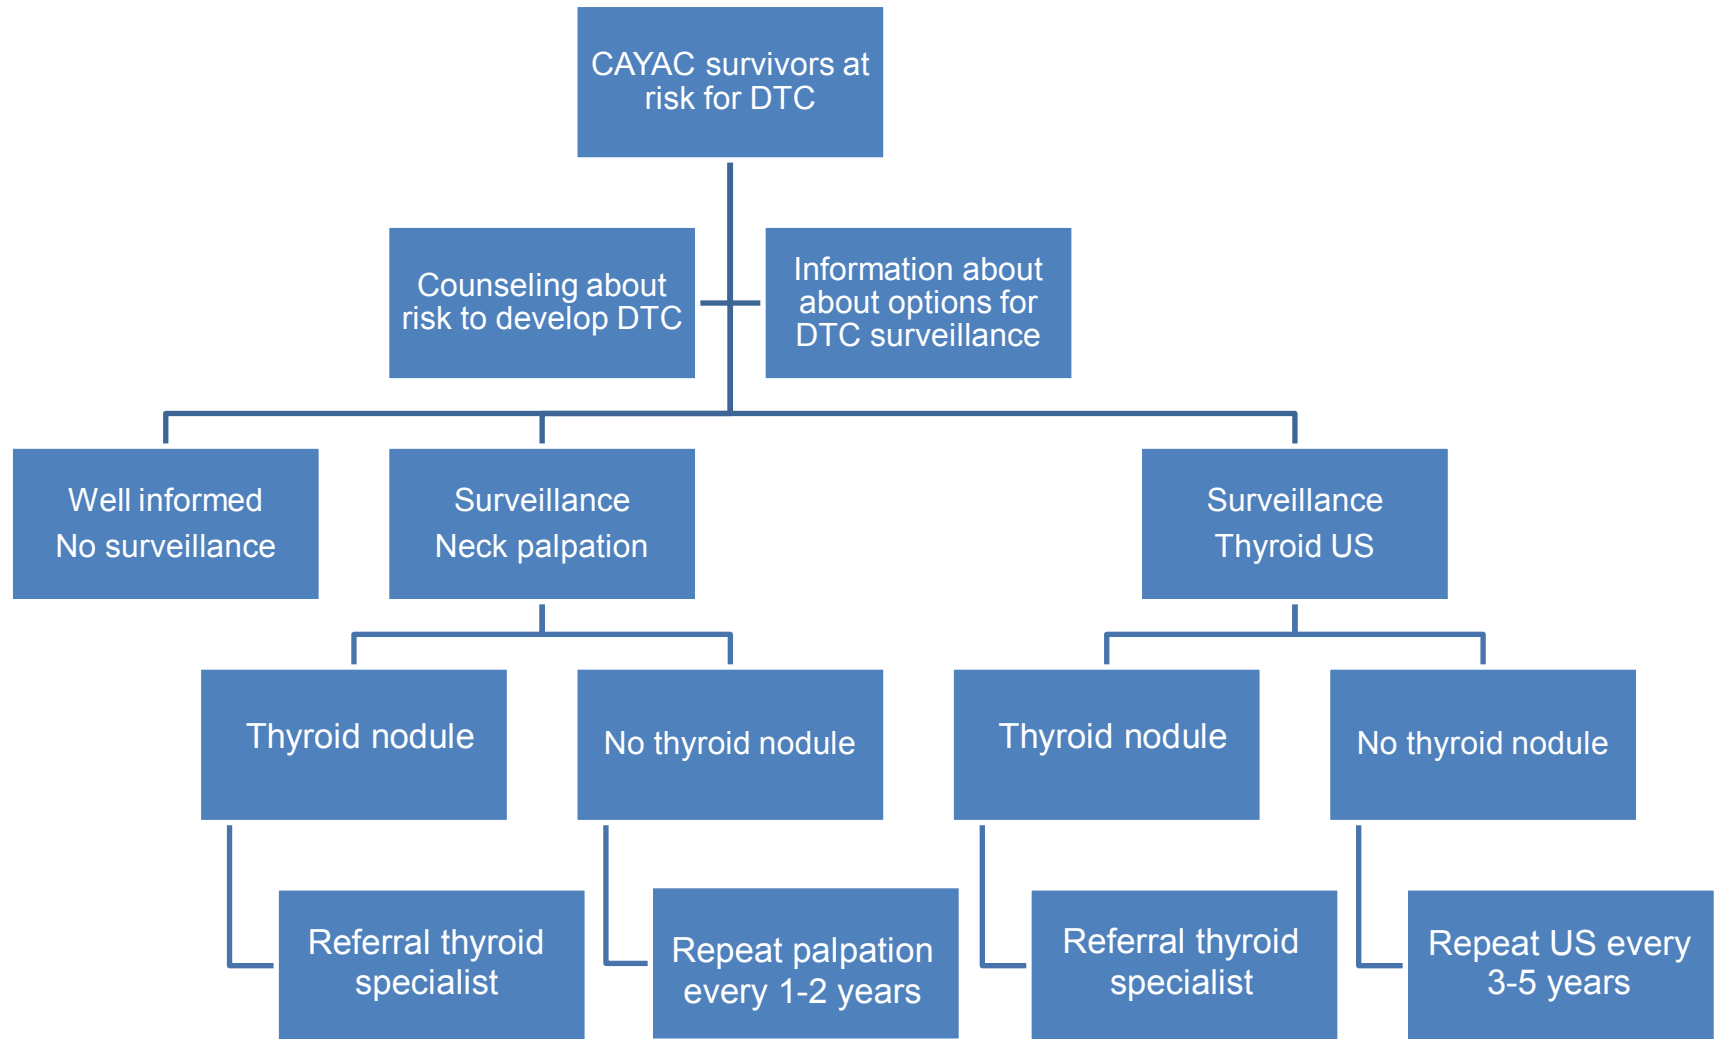 CAYAC survivors at
risk for DTC
Counseling about
risk to develop DTC
Information about
about options for
DTC surveillance
Well informed
No surveillance
Surveillance
Neck palpation
Surveillance
Thyroid US
Thyroid nodule
No thyroid nodule
Thyroid nodule
No thyroid nodule
Referral thyroid
specialist
Repeat palpation
every 1-2 years
Referral thyroid
specialist
Repeat US every
3-5 years